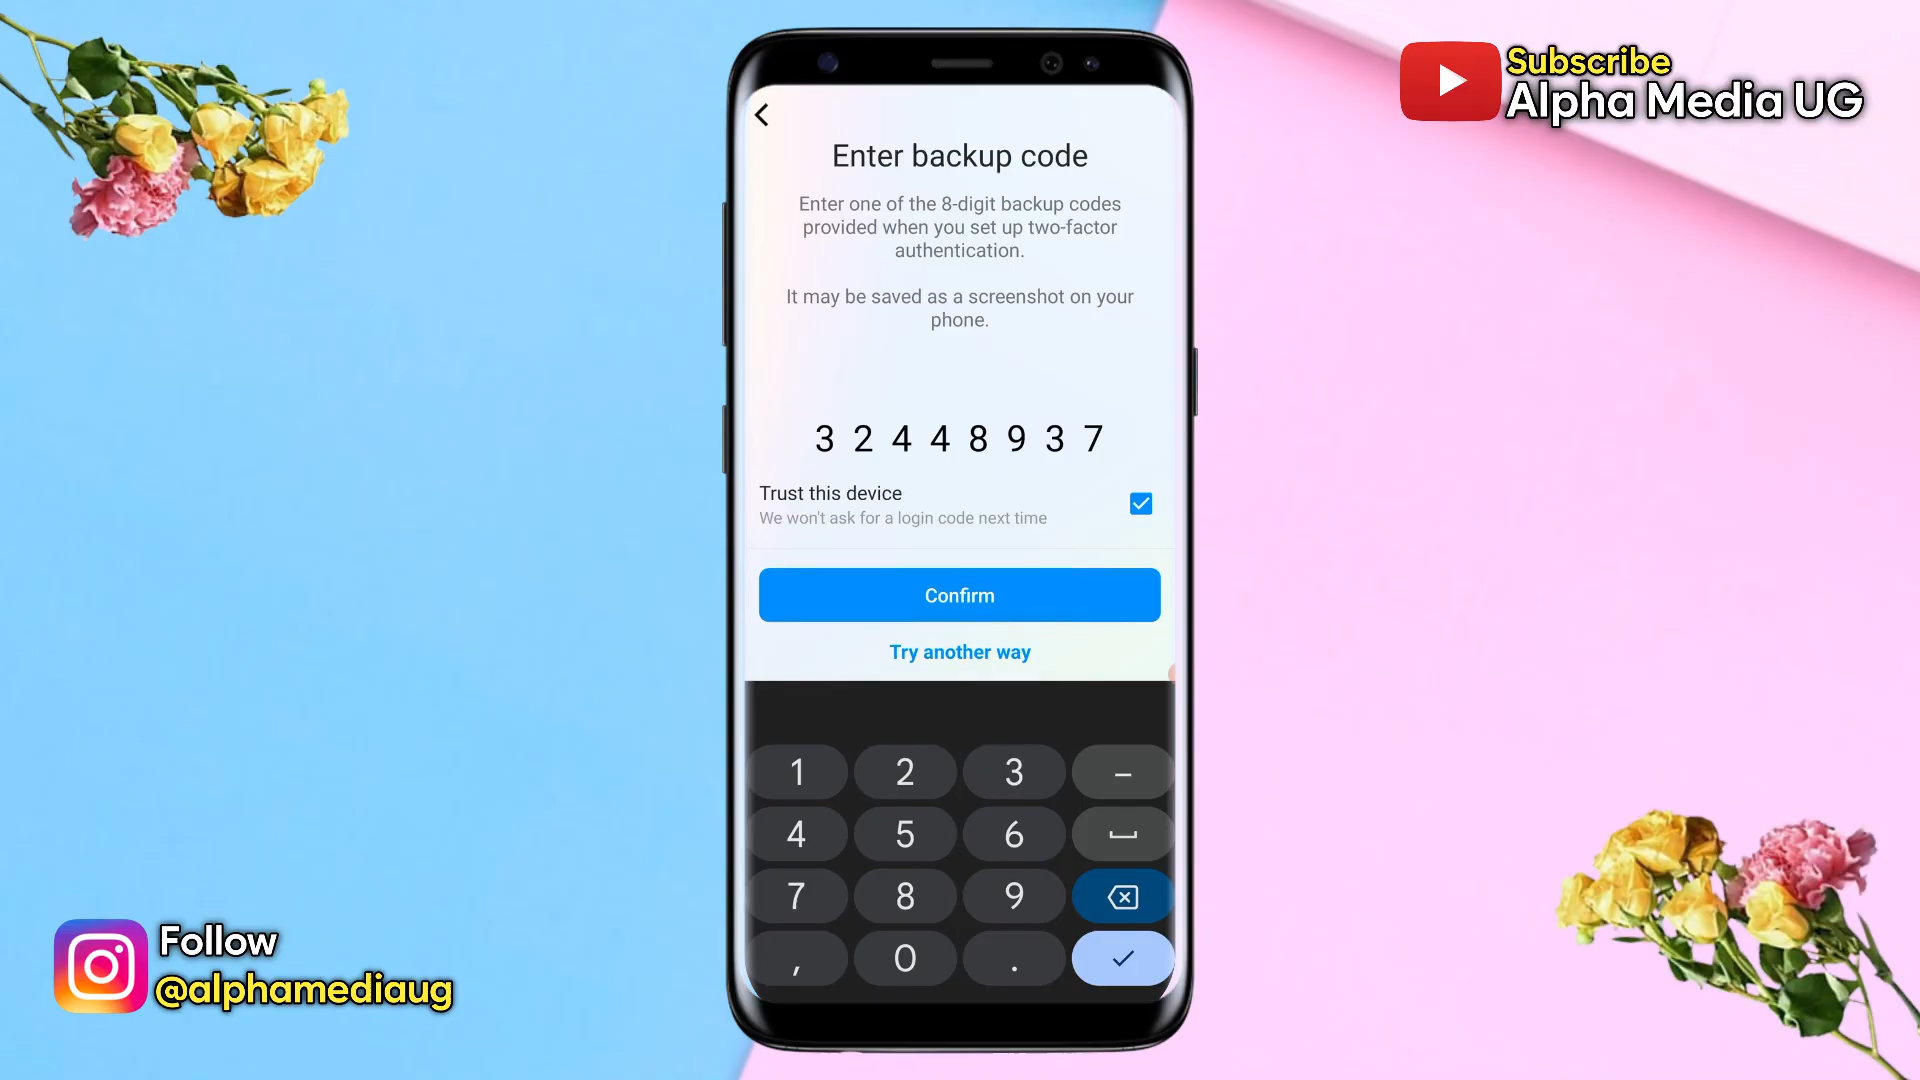 Subscribe
Alpha Media UG
Enter backup code
Enter one of the 8-digit backup codes
provided when you set up two-factor
authentication.
It may be saved as a screenshot on your
phone.
3 2 4 4 8 9 3 7
Trust this device
We won't ask for a login code next time
Confirm
Try another way
1 2 3 –
4 5 6
7 8 9
, 0 .
Follow
@alphamediaug